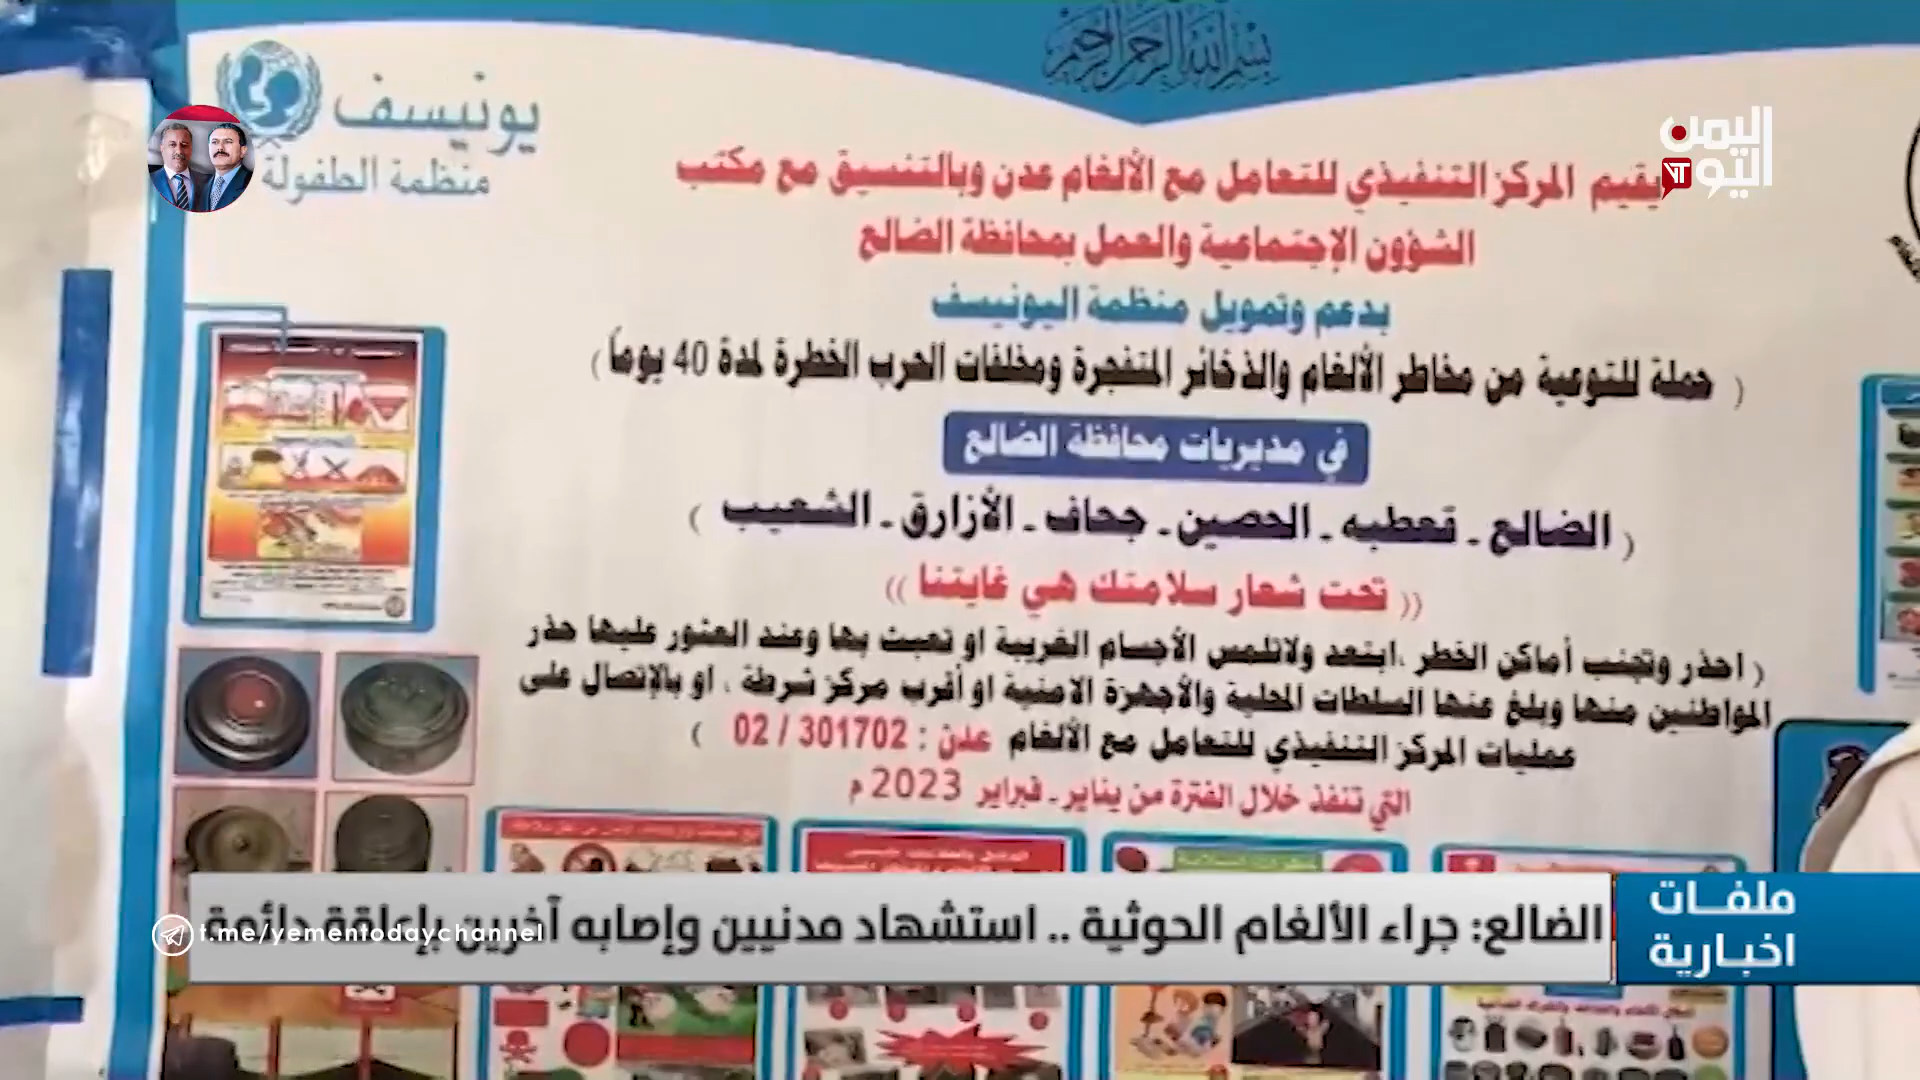 بسم الله الرحمن الرحيم
يونيسف
منظمة الطفولة
اليمن
اليوم
YT
يقيم المركز التنفيذي للتعامل مع الألغام عدن وبالتنسيق مع مكتب
الشؤون الإجتماعية والعمل بمحافظة الضالع
بدعم وتمويل منظمة اليونيسف
( حملة للتوعية من مخاطر الألغام والذخائر المتفجرة ومخلفات الحرب الخطرة لمدة 40 يوماً )
في مديريات محافظة الضالع
( الضالع - قعطبه - الحصين - جحاف - الأزارق - الشعيب )
(( تحت شعار سلامتك هي غايتنا ))
( احذر وتجنب أماكن الخطر ،ابتعد ولاتلمس الأجسام الغريبة او تعبث بها وعند العثور عليها حذر
المواطنين منها وبلغ عنها السلطات المحلية والأجهزة الامنية او أقرب مركز شرطة ، او بالإتصال على
عمليات المركز التنفيذي للتعامل مع الألغام عدن : 301702 / 02 )
التي تنفذ خلال الفترة من يناير - فبراير 2023 م
ملفات
اخبارية
الضالع: جراء الألغام الحوثية .. استشهاد مدنيين وإصابه آخرين بإعاقة دائمة
t.me/yementodaychannel